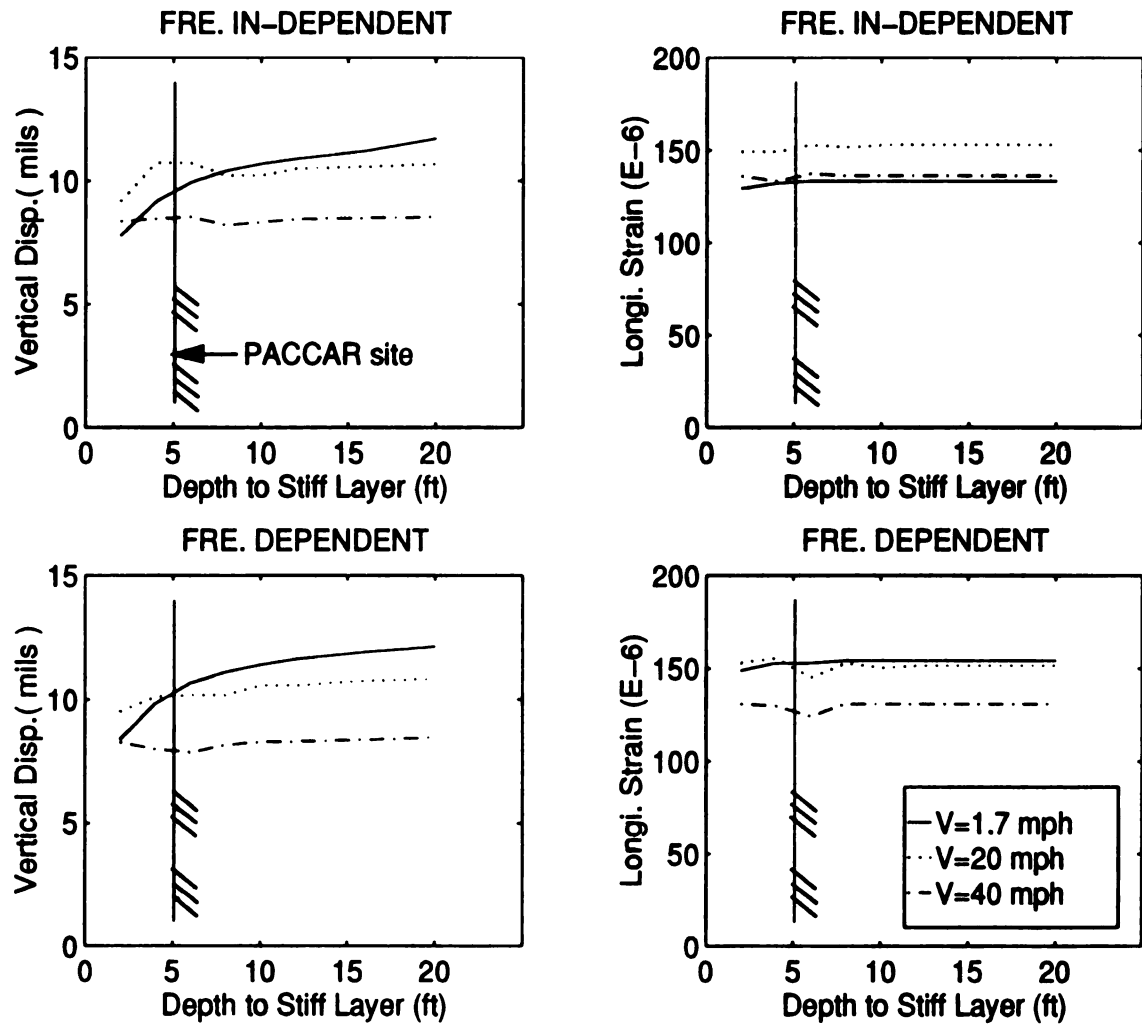 FRE. IN-DEPENDENT
15
10
5
0
Vertical Disp.( mils )
PACCAR site
0 5 10 15 20
Depth to Stiff Layer (ft)
FRE. IN-DEPENDENT
200
150
100
50
0
Longi. Strain (E-6)
0 5 10 15 20
Depth to Stiff Layer (ft)
FRE. DEPENDENT
15
10
5
0
Vertical Disp.( mils )
0 5 10 15 20
Depth to Stiff Layer (ft)
FRE. DEPENDENT
200
150
100
50
0
Longi. Strain (E-6)
V=1.7 mph
V=20 mph
V=40 mph
0 5 10 15 20
Depth to Stiff Layer (ft)